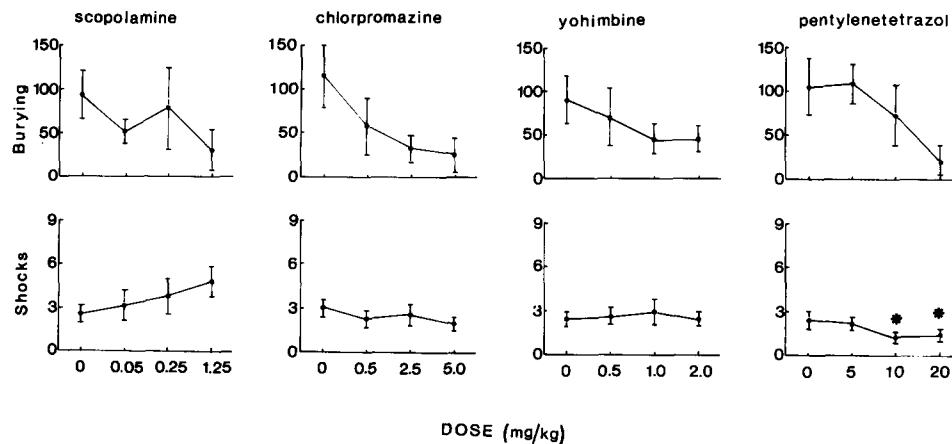 scopolamine chlorpromazine yohimbine pentylenetetrazol
Burying
150 150 150 150
100 100 100 100
50 50 50 50
0 0 0 0
Shocks
9 9 9 9
6 6 6 6
3 3 3 3
0 0 0 0
0 0.05 0.25 1.25 0 0.5 2.5 5.0 0 0.5 1.0 2.0 0 5 10 20
DOSE (mg/kg)